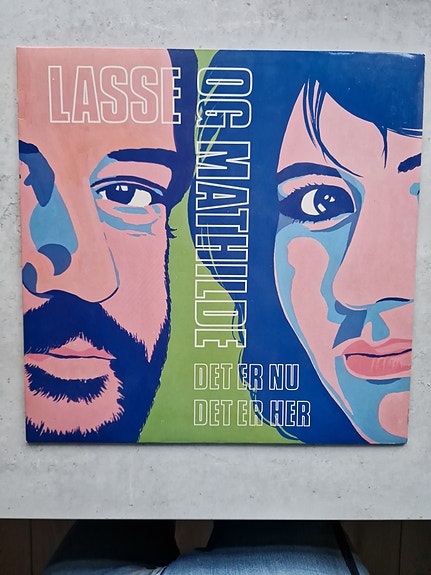 LASSE
OG MATHILDE
DET ER NU
DET ER HER